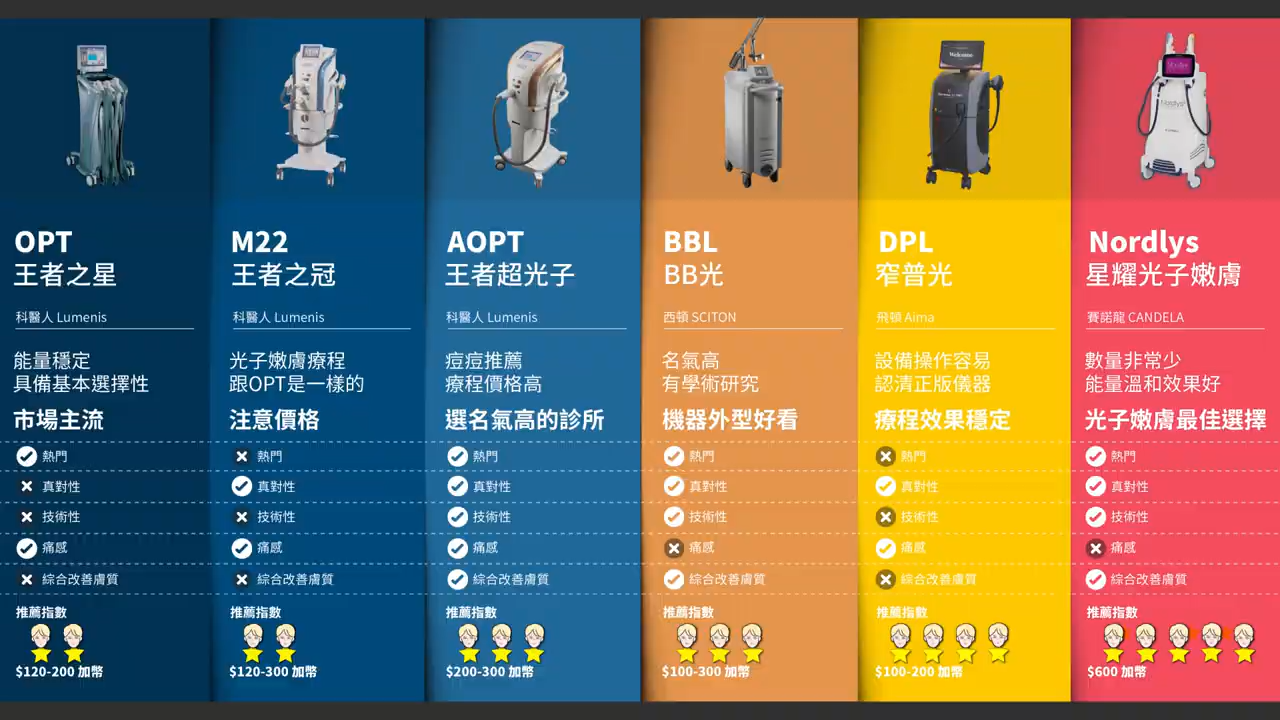 OPT
王者之星
科醫人 Lumenis
能量穩定
具備基本選擇性
市場主流
熱門
真對性
技術性
痛感
綜合改善膚質
推薦指數
$120-200 加幣
M22
王者之冠
科醫人 Lumenis
光子嫩膚療程
跟OPT是一樣的
注意價格
熱門
真對性
技術性
痛感
綜合改善膚質
推薦指數
$120-300 加幣
AOPT
王者超光子
科醫人 Lumenis
痘痘推薦
療程價格高
選名氣高的診所
熱門
真對性
技術性
痛感
綜合改善膚質
推薦指數
$200-300 加幣
BBL
BB光
西頓 SCITON
名氣高
有學術研究
機器外型好看
熱門
真對性
技術性
痛感
綜合改善膚質
推薦指數
$100-300 加幣
Welcome
DPL
窄普光
飛頓 Alma
設備操作容易
認清正版儀器
療程效果穩定
熱門
真對性
技術性
痛感
綜合改善膚質
推薦指數
$100-200 加幣
Nordlys
Nordlys
星耀光子嫩膚
賽諾龍 CANDELA
數量非常少
能量溫和效果好
光子嫩膚最佳選擇
熱門
真對性
技術性
痛感
綜合改善膚質
推薦指數
$600 加幣